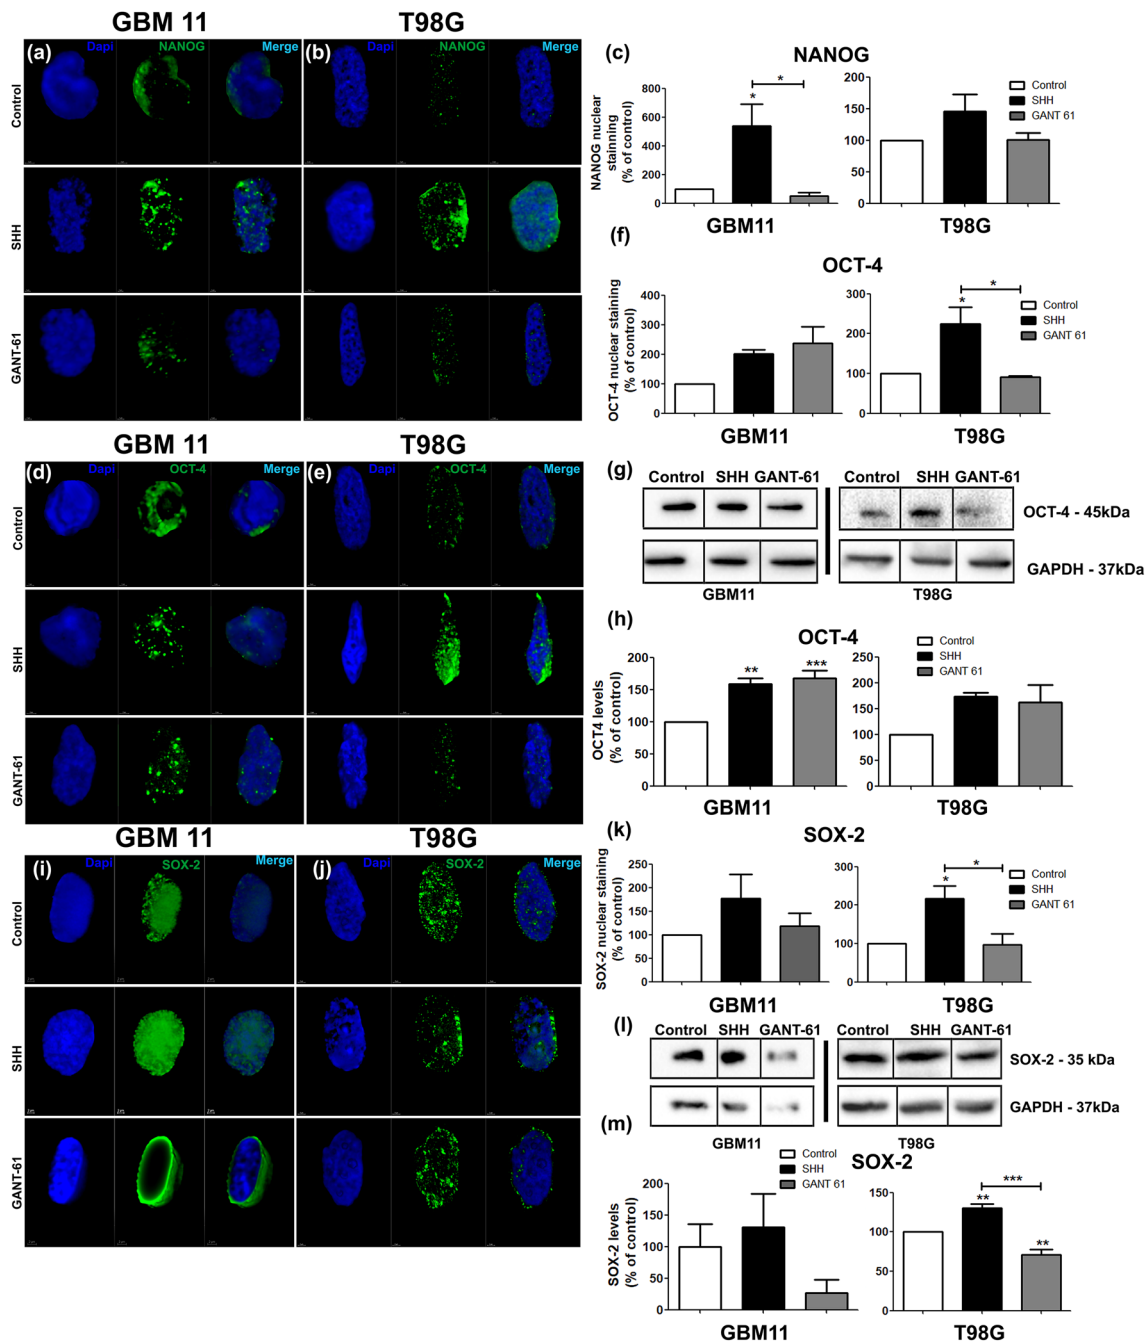 GBM 11
T98G
(a)
Dapi
NANOG
Merge
(b)
Dapi
NANOG
Merge
Control
SHH
GANT-61
(c)
NANOG
NANOG nuclear
stainning
(% of control)
800
600
400
200
0
*
*
GBM11
200
150
100
50
0
T98G
Control
SHH
GANT 61
(f)
OCT-4
OCT-4 nuclear staining
(% of control)
400
300
200
100
0
GBM11
300
200
100
0
*
*
T98G
Control
SHH
GANT 61
GBM 11
T98G
(d)
Dapi
OCT-4
Merge
(e)
Dapi
OCT-4
Merge
Control
SHH
GANT-61
(g)
Control SHH GANT-61
Control SHH GANT-61
OCT-4 - 45kDa
GAPDH - 37kDa
GBM11
T98G
(h)
OCT-4
Control
SHH
GANT 61
OCT4 levels
(% of control)
200
150
100
50
0
**
***
GBM11
250
200
150
100
50
0
T98G
GBM 11
T98G
(i)
Dapi
SOX-2
Merge
(j)
Dapi
SOX-2
Merge
Control
SHH
GANT-61
(k)
SOX-2
SOX-2 nuclear staining
(% of control)
250
200
150
100
50
0
GBM11
300
200
100
0
*
*
T98G
Control
SHH
GANT 61
(l)
Control SHH GANT-61
Control SHH GANT-61
SOX-2 - 35 kDa
GAPDH - 37kDa
GBM11
T98G
(m)
Control
SHH
GANT 61
SOX-2
SOX-2 levels
(% of control)
200
150
100
50
0
GBM11
150
100
50
0
**
***
**
T98G